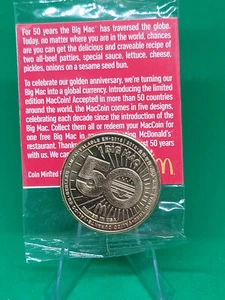 For 50 years the Big Mac has traversed the globe.
Today, no matter where you are in the world, chances
are you can get the delicious and craveable recipe of
two all-beef patties, special sauce, lettuce, cheese,
pickles, onions on a sesame seed bun.
To celebrate our golden anniversary, we're turning our
Big Mac into a global currency. Introducing the limited
edition MacCoin! Accepted in more than 50 countries
around the world, the MacCoin comes in five designs,
celebrating each decade since the introduction of the
Big Mac. Collect them all or redeem your MacCoin for
one free Big Mac
McDonald's
restaurant. Thank
st 50 years
with us. We can
Coin Minted
50